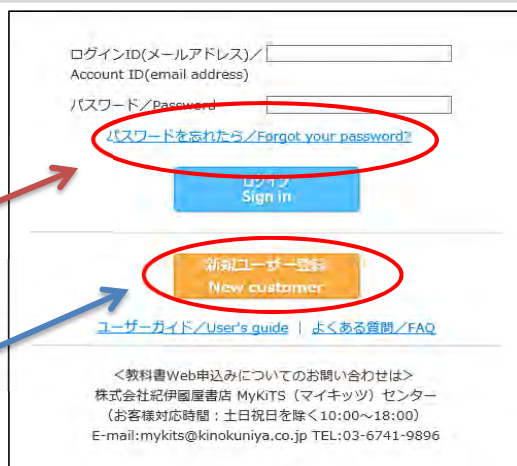 ログインID(メールアドレス)／
Account ID(email address)
パスワード／Password
パスワードを忘れたら／Forgot your password?
ログイン
Sign in
新規ユーザー登録
New customer
ユーザーガイド／User's guide | よくある質問／FAQ
＜教科書Web申込みについてのお問い合わせは＞
株式会社紀伊國屋書店 MyKiTS（マイキッツ）センター
（お客様対応時間：土日祝日を除く10:00～18:00）
E-mail:mykits@kinokuniya.co.jp TEL:03-6741-9896